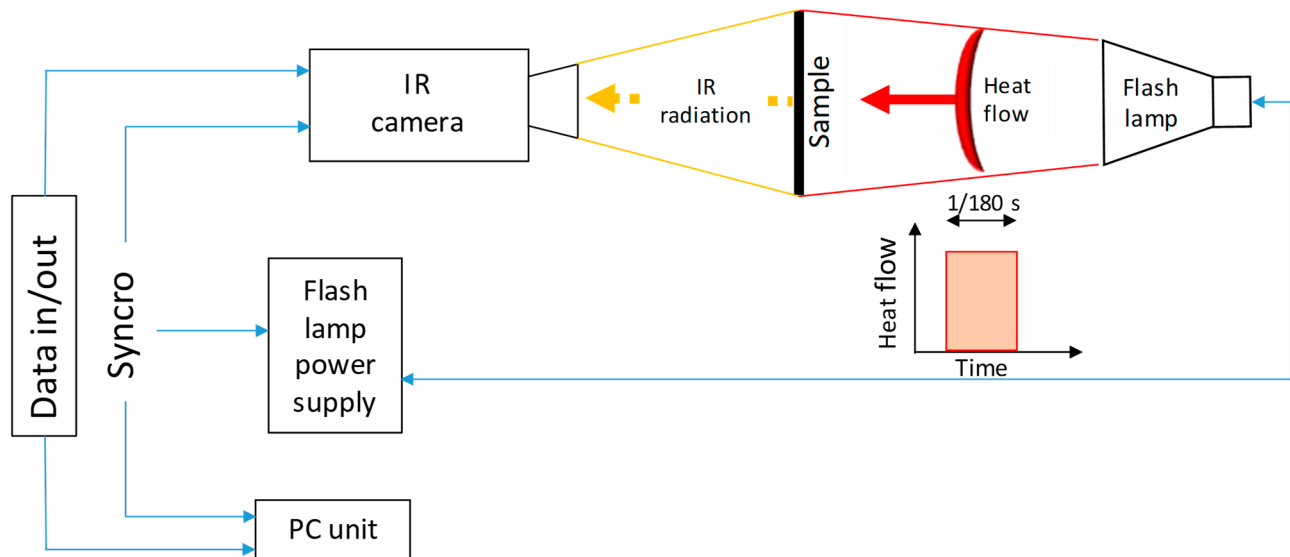 IR
camera
IR
radiation
Sample
Heat
flow
Flash
lamp
1/180 s
Heat flow
Time
Data in/out
Syncro
Flash
lamp
power
supply
PC unit